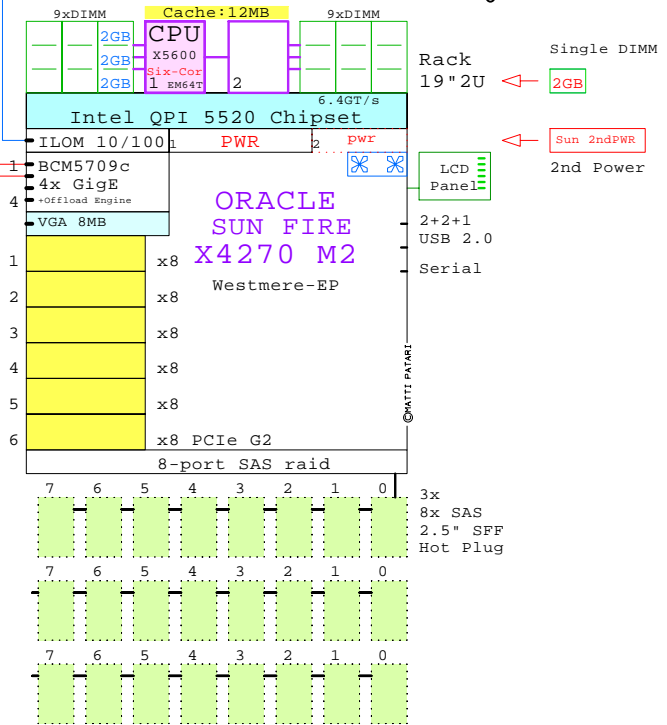 9xDIMM
Cache:12MB
9xDIMM
2GB
2GB
2GB
CPU
X5600
Six-Cor
1 EM64T
2
Rack
19"2U
Single DIMM
2GB
6.4GT/s
Intel QPI 5520 Chipset
ILOM 10/100
1 PWR
2 pwr
Sun 2ndPWR
2nd Power
1 BCM5709c
4x GigE
4 +Offload Engine
LCD
Panel
VGA 8MB
ORACLE
SUN FIRE
X4270 M2
Westmere-EP
2+2+1
USB 2.0
Serial
1 x8
2 x8
3 x8
4 x8
5 x8
6 x8 PCIe G2
©MATTI PATARI
8-port SAS raid
7 6 5 4 3 2 1 0
3x
8x SAS
2.5" SFF
Hot Plug
7 6 5 4 3 2 1 0
7 6 5 4 3 2 1 0